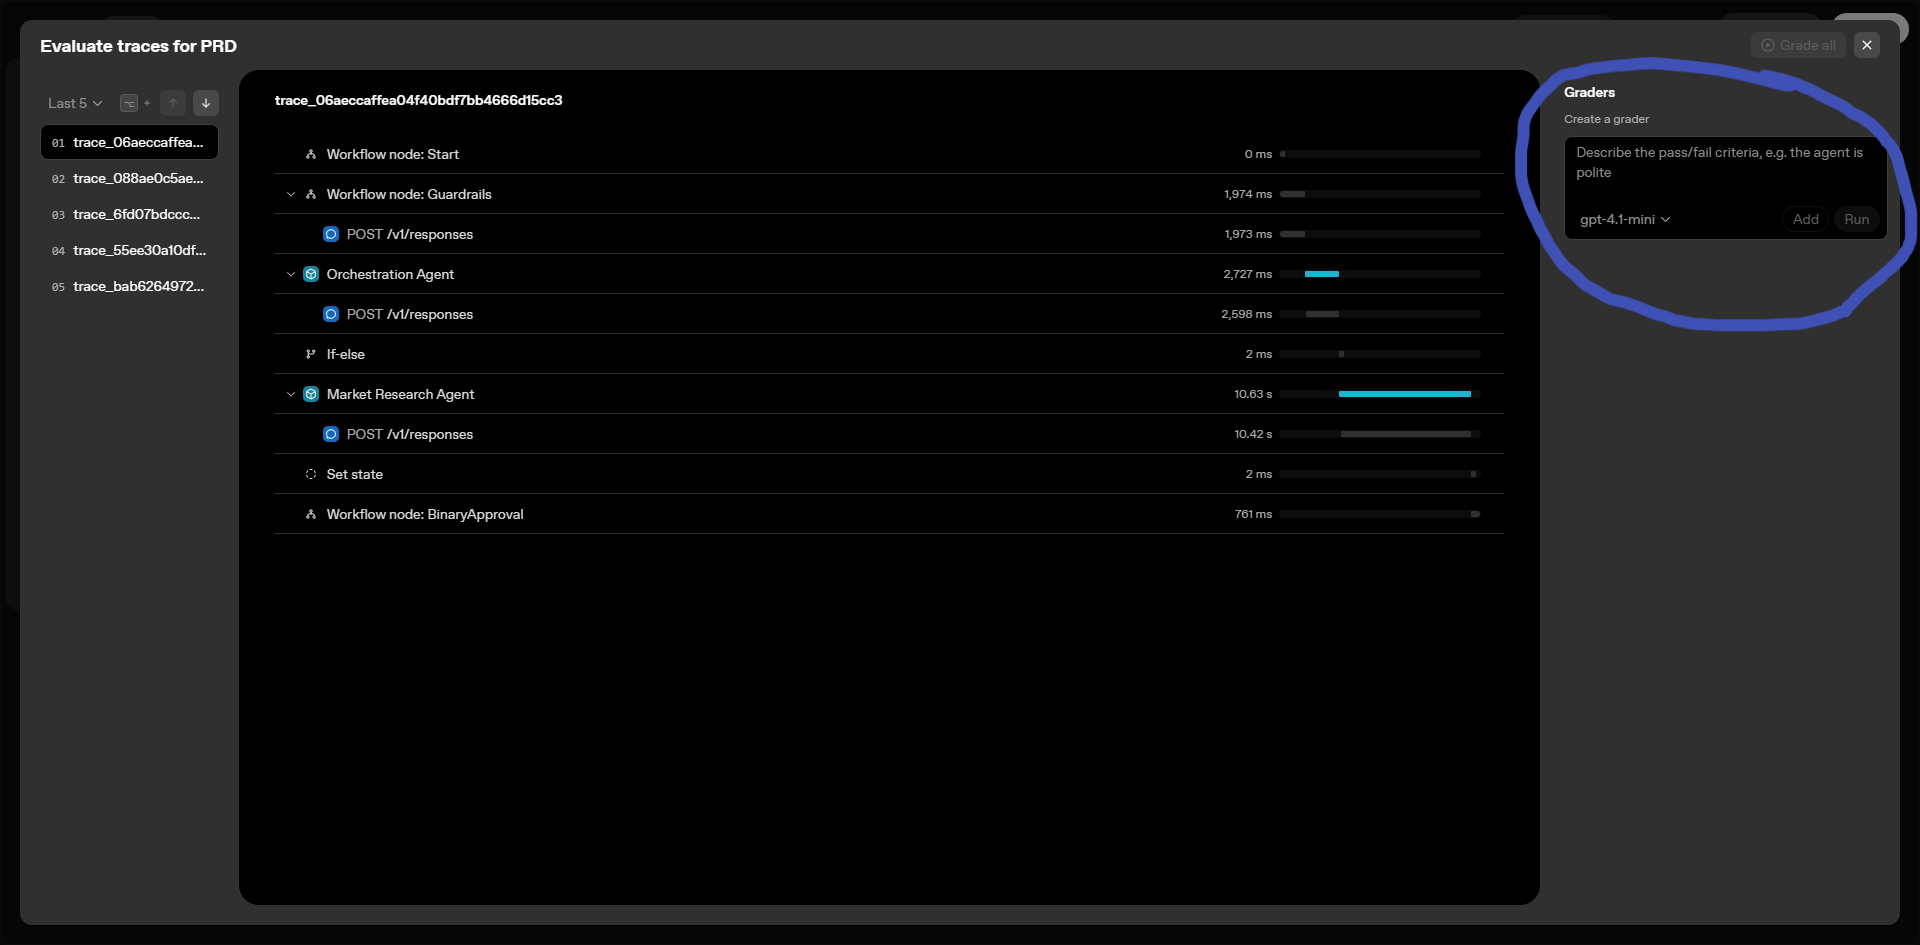 Evaluate traces for PRD
Grade all
Last 5
+
01 trace_06aeccaffea...
02 trace_088ae0c5ae...
03 trace_6fd07bdccc...
04 trace_55ee30a10df...
05 trace_bab6264972...
trace_06aeccaffea04f40bdf7bb4666d15cc3
Workflow node: Start 0 ms
Workflow node: Guardrails 1,974 ms
POST /v1/responses 1,973 ms
Orchestration Agent 2,727 ms
POST /v1/responses 2,598 ms
If-else 2 ms
Market Research Agent 10.63 s
POST /v1/responses 10.42 s
Set state 2 ms
Workflow node: BinaryApproval 761 ms
Graders
Create a grader
Describe the pass/fail criteria, e.g. the agent is
polite
gpt-4.1-mini Add Run